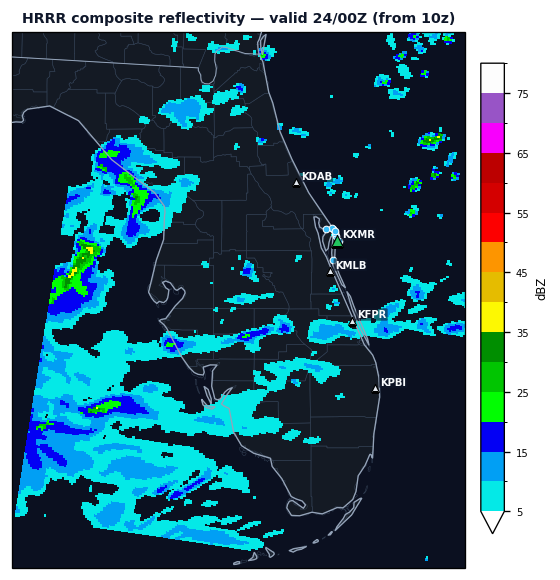 HRRR composite reflectivity — valid 24/00Z (from 10z)
KDAB
KXMR
KMLB
KFPR
KPBI
75
65
55
45
35
25
15
5
dBZ